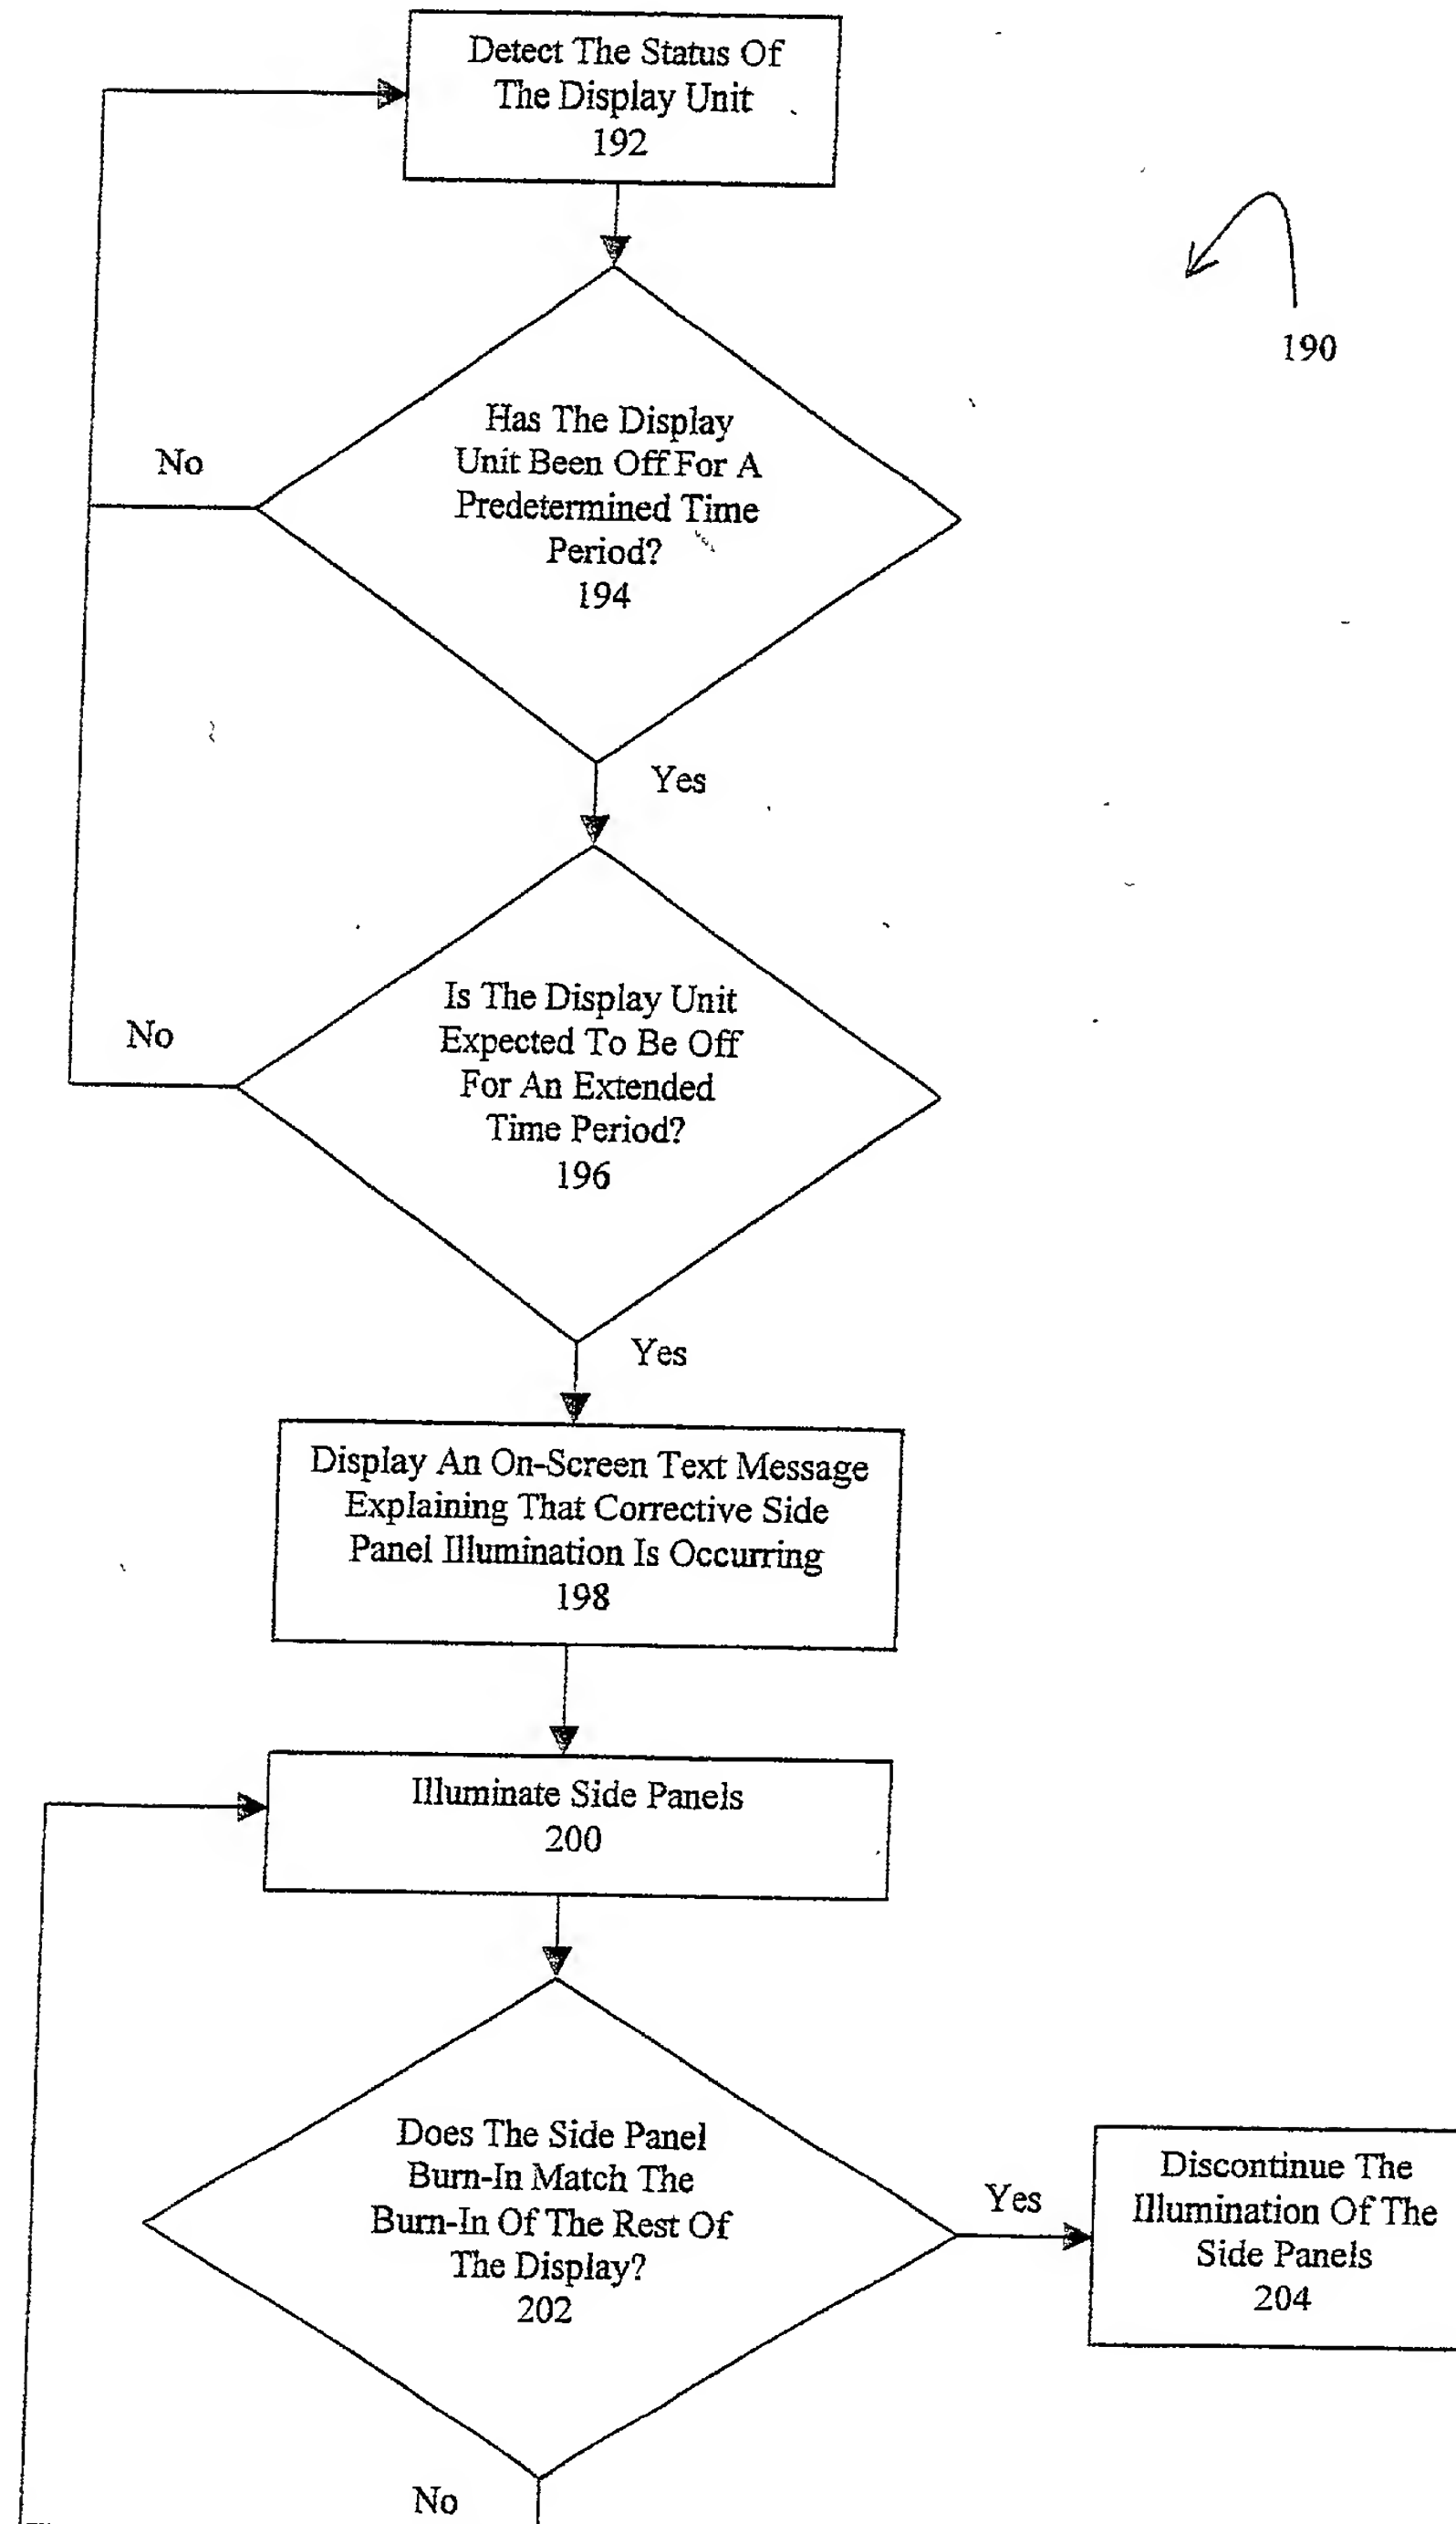 Detect The Status Of
The Display Unit
192
190
Has The Display
Unit Been Off For A
Predetermined Time
Period?
194
No
Yes
Is The Display Unit
Expected To Be Off
For An Extended
Time Period?
196
No
Yes
Display An On-Screen Text Message
Explaining That Corrective Side
Panel Illumination Is Occurring
198
Illuminate Side Panels
200
Does The Side Panel
Burn-In Match The
Burn-In Of The Rest Of
The Display?
202
Yes
Discontinue The
Illumination Of The
Side Panels
204
No